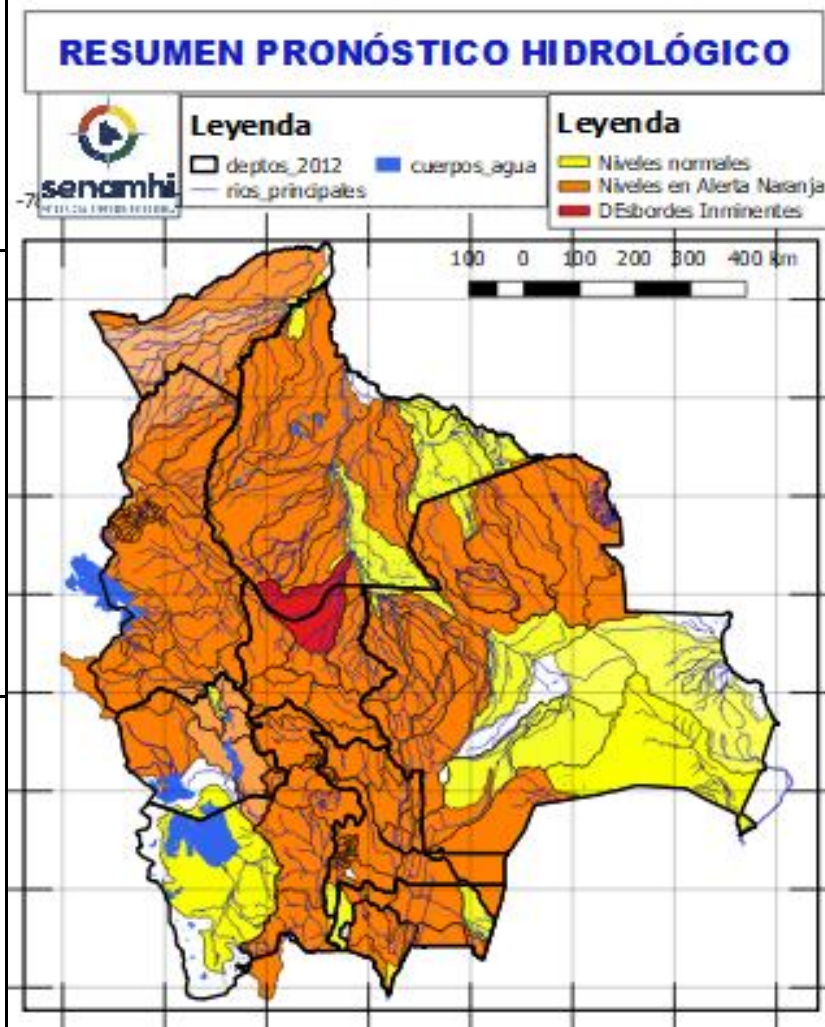 RESUMEN PRONÓSTICO HIDROLÓGICO
senamhi
Leyenda
deptos_2012
cuerpos_agua
rios_principales
Leyenda
Niveles normales
Niveles en Alerta Naranja
DEsbordes Inminentes
100 0 100 200 300 400 km